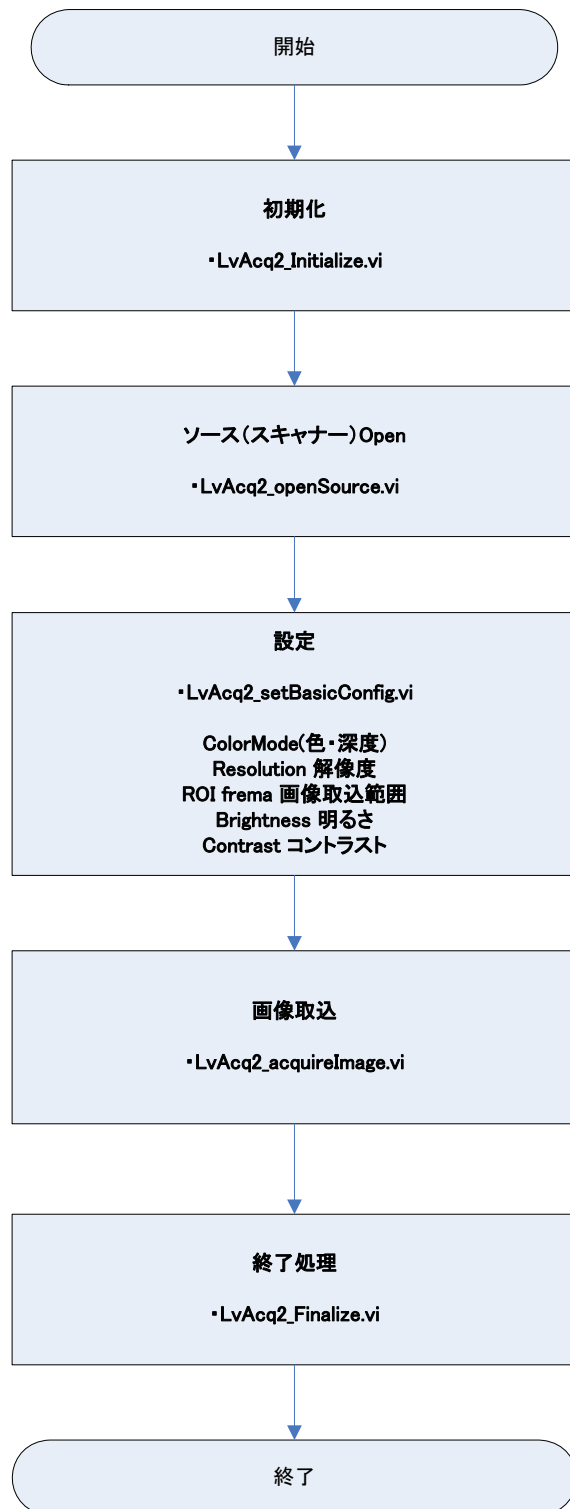 開始
初期化
・LvAcq2_Initialize.vi
ソース（スキャナー）Open
・LvAcq2_openSource.vi
設定
・LvAcq2_setBasicConfig.vi
ColorMode(色・深度）
Resolution 解像度
ROI frema 画像取込範囲
Brightness 明るさ
Contrast コントラスト
画像取込
・LvAcq2_acquireImage.vi
終了処理
・LvAcq2_Finalize.vi
終了